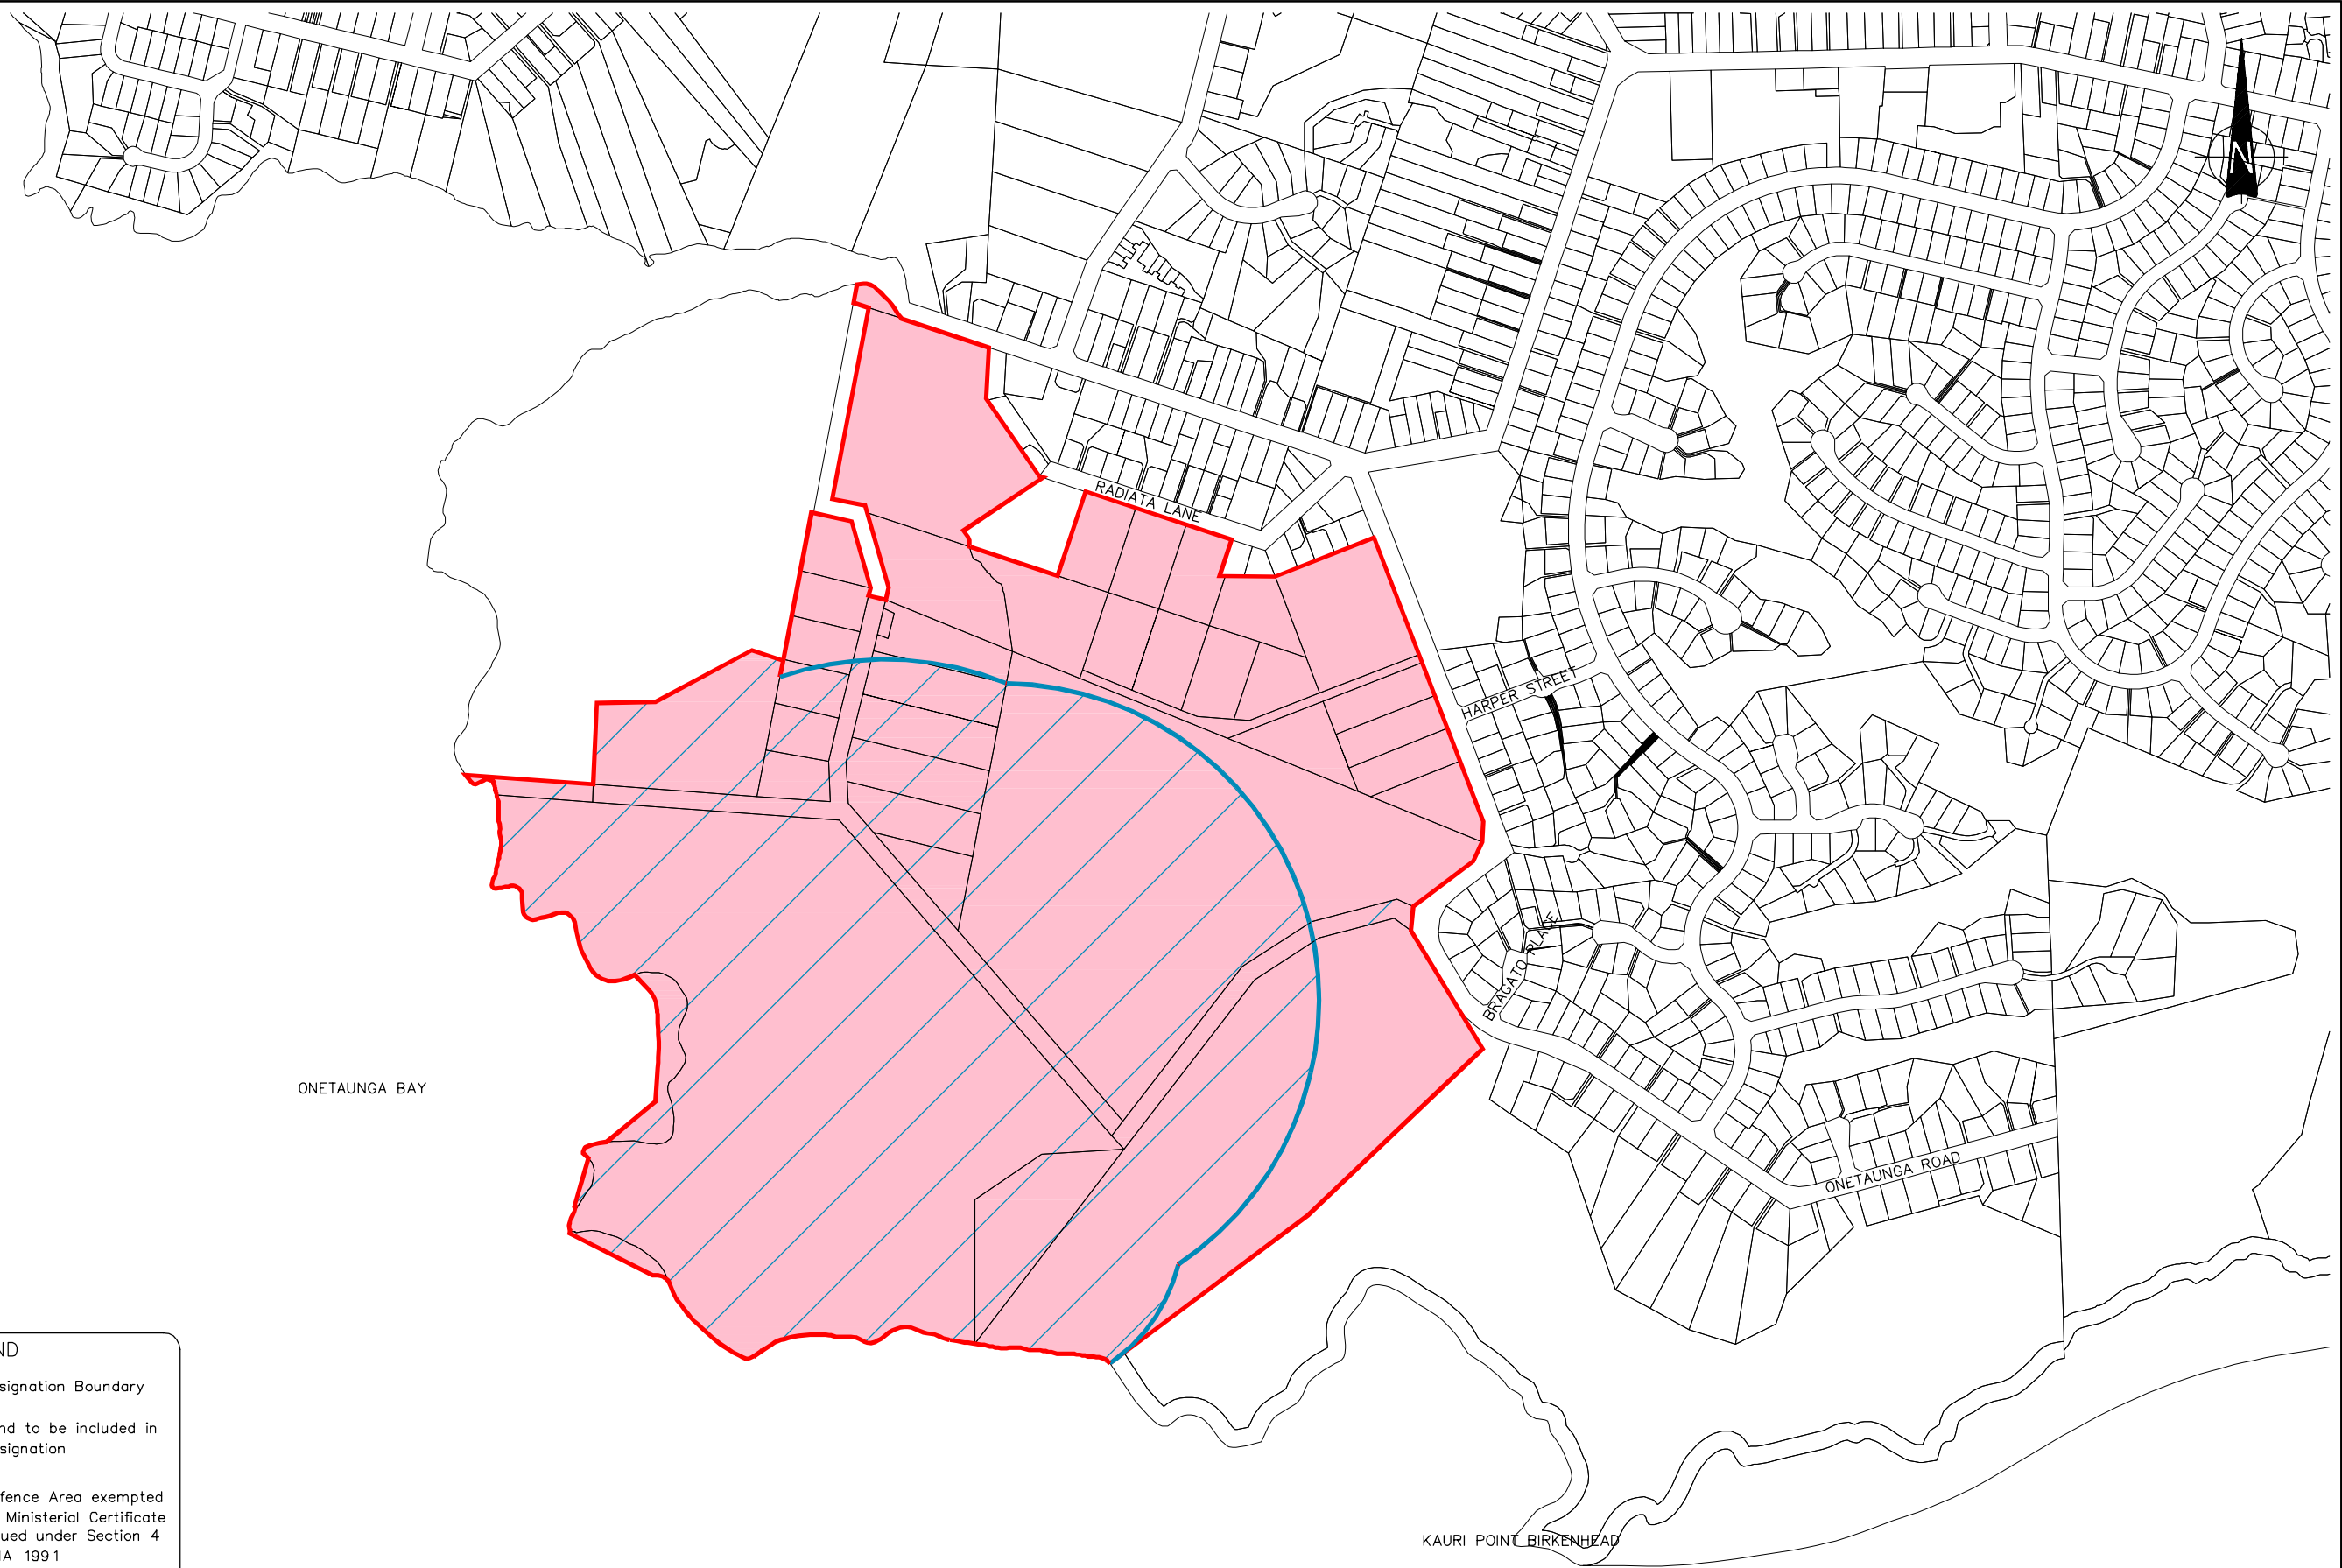 N
RADIATA LANE
HARPER STREET
BRAGATO PLACE
ONETAUNGA BAY
ONETAUNGA ROAD
KAURI POINT BIRKENHEAD
ND
signation Boundary
nd to be included in
signation
fence Area exempted
Ministerial Certificate
ued under Section 4
A 1991